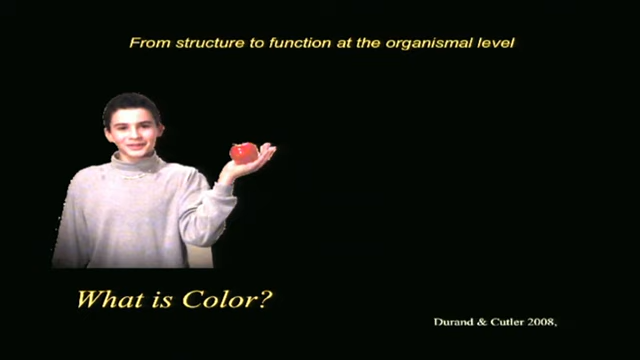 From structure to function at the organismal level
What is Color?
Durand & Cutler 2008,